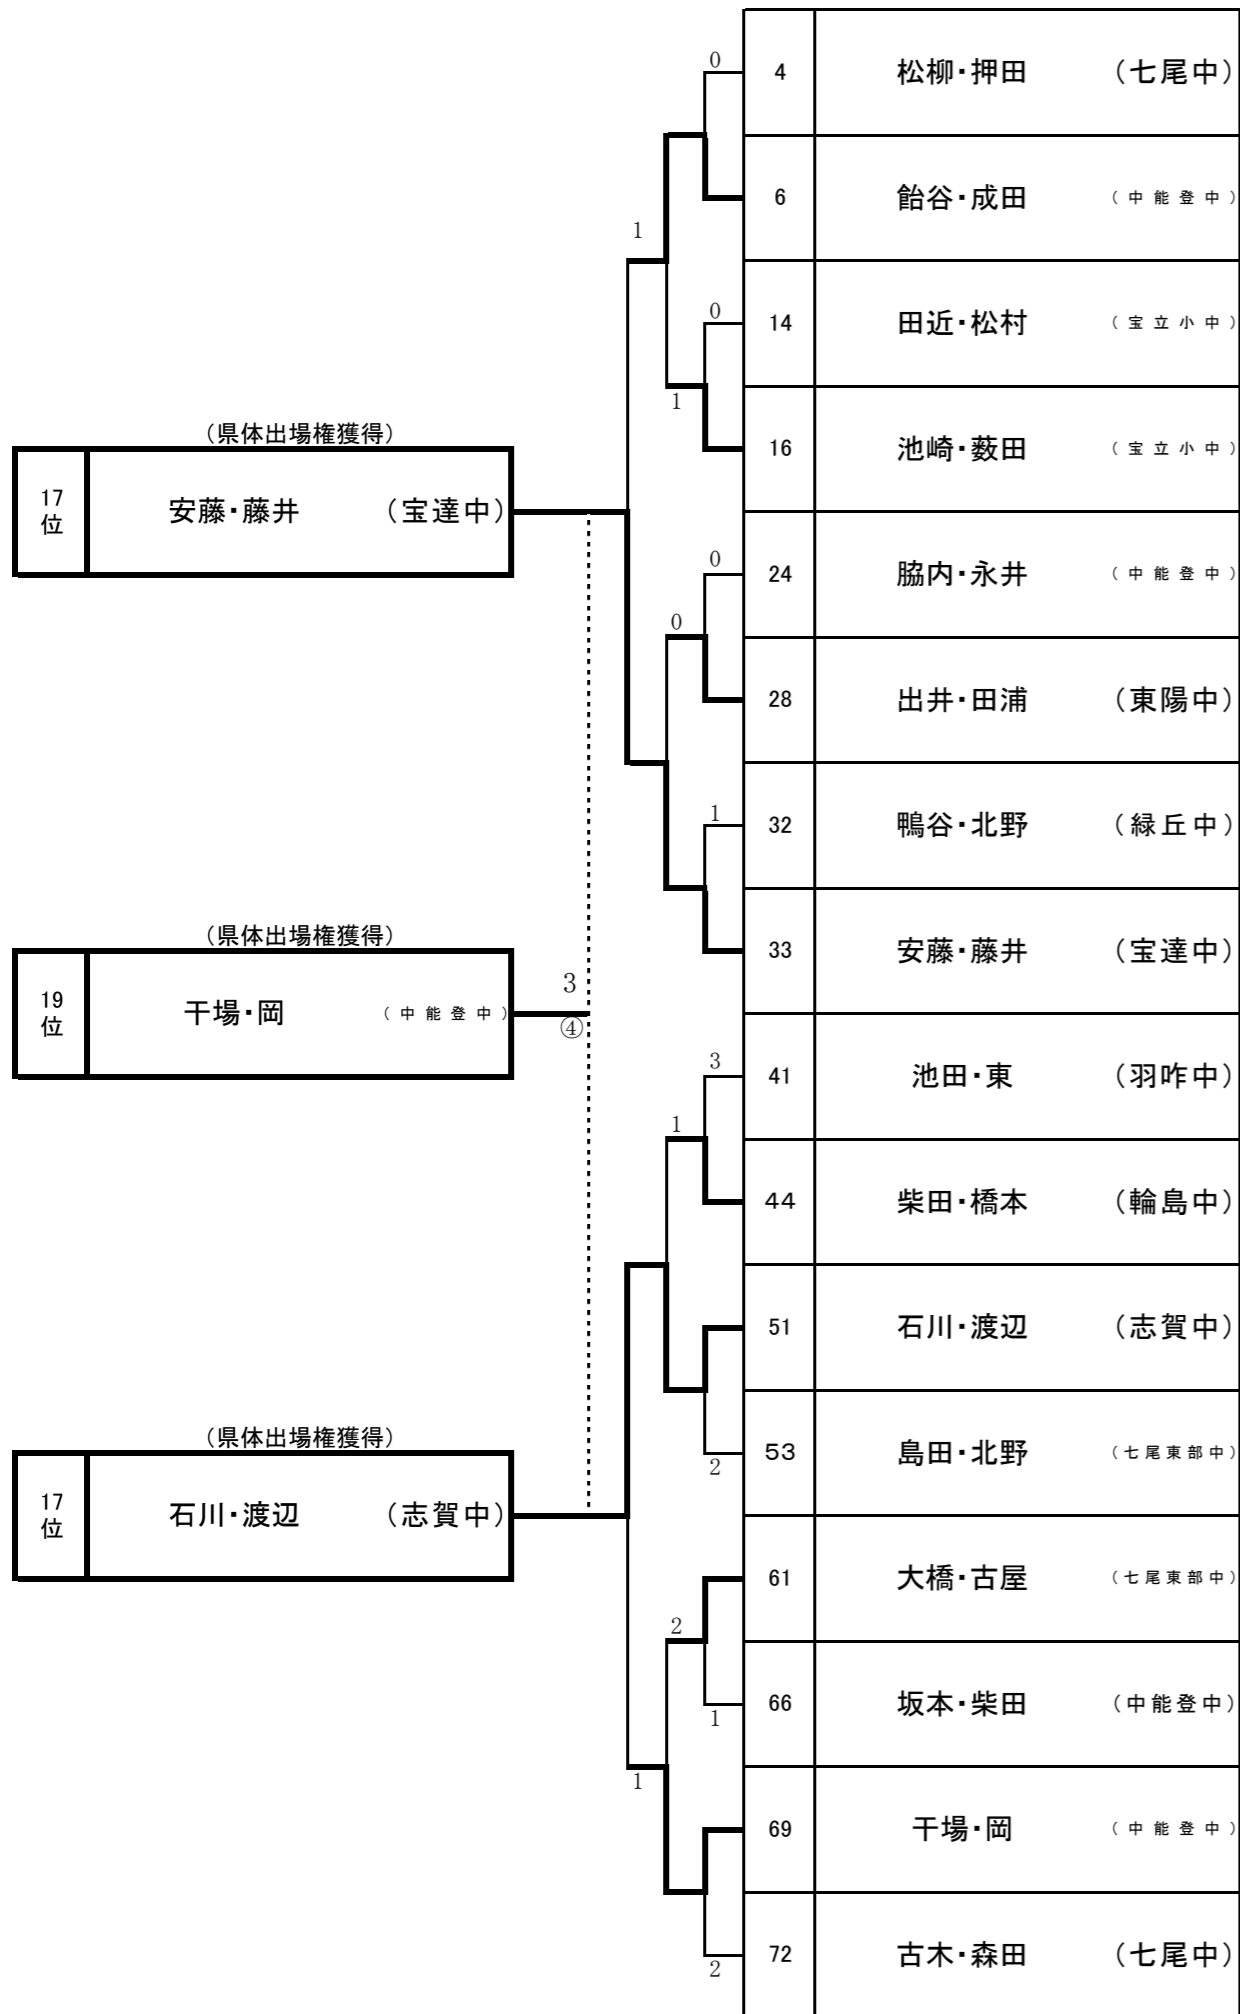 0
4 松柳・押田 （七尾中）
6 飴谷・成田 （中能登中）
1
0
14 田近・松村 （宝立小中）
1
16 池崎・薮田 （宝立小中）
（県体出場権獲得）
17位 安藤・藤井 （宝達中）
0
24 脇内・永井 （中能登中）
0
28 出井・田浦 （東陽中）
1
32 鴨谷・北野 （緑丘中）
33 安藤・藤井 （宝達中）
（県体出場権獲得）
19位 干場・岡 （中能登中）
3
④
3
41 池田・東 （羽咋中）
1
44 柴田・橋本 （輪島中）
51 石川・渡辺 （志賀中）
2
53 島田・北野 （七尾東部中）
（県体出場権獲得）
17位 石川・渡辺 （志賀中）
61 大橋・古屋 （七尾東部中）
2
1
66 坂本・柴田 （中能登中）
1
69 干場・岡 （中能登中）
2
72 古木・森田 （七尾中）